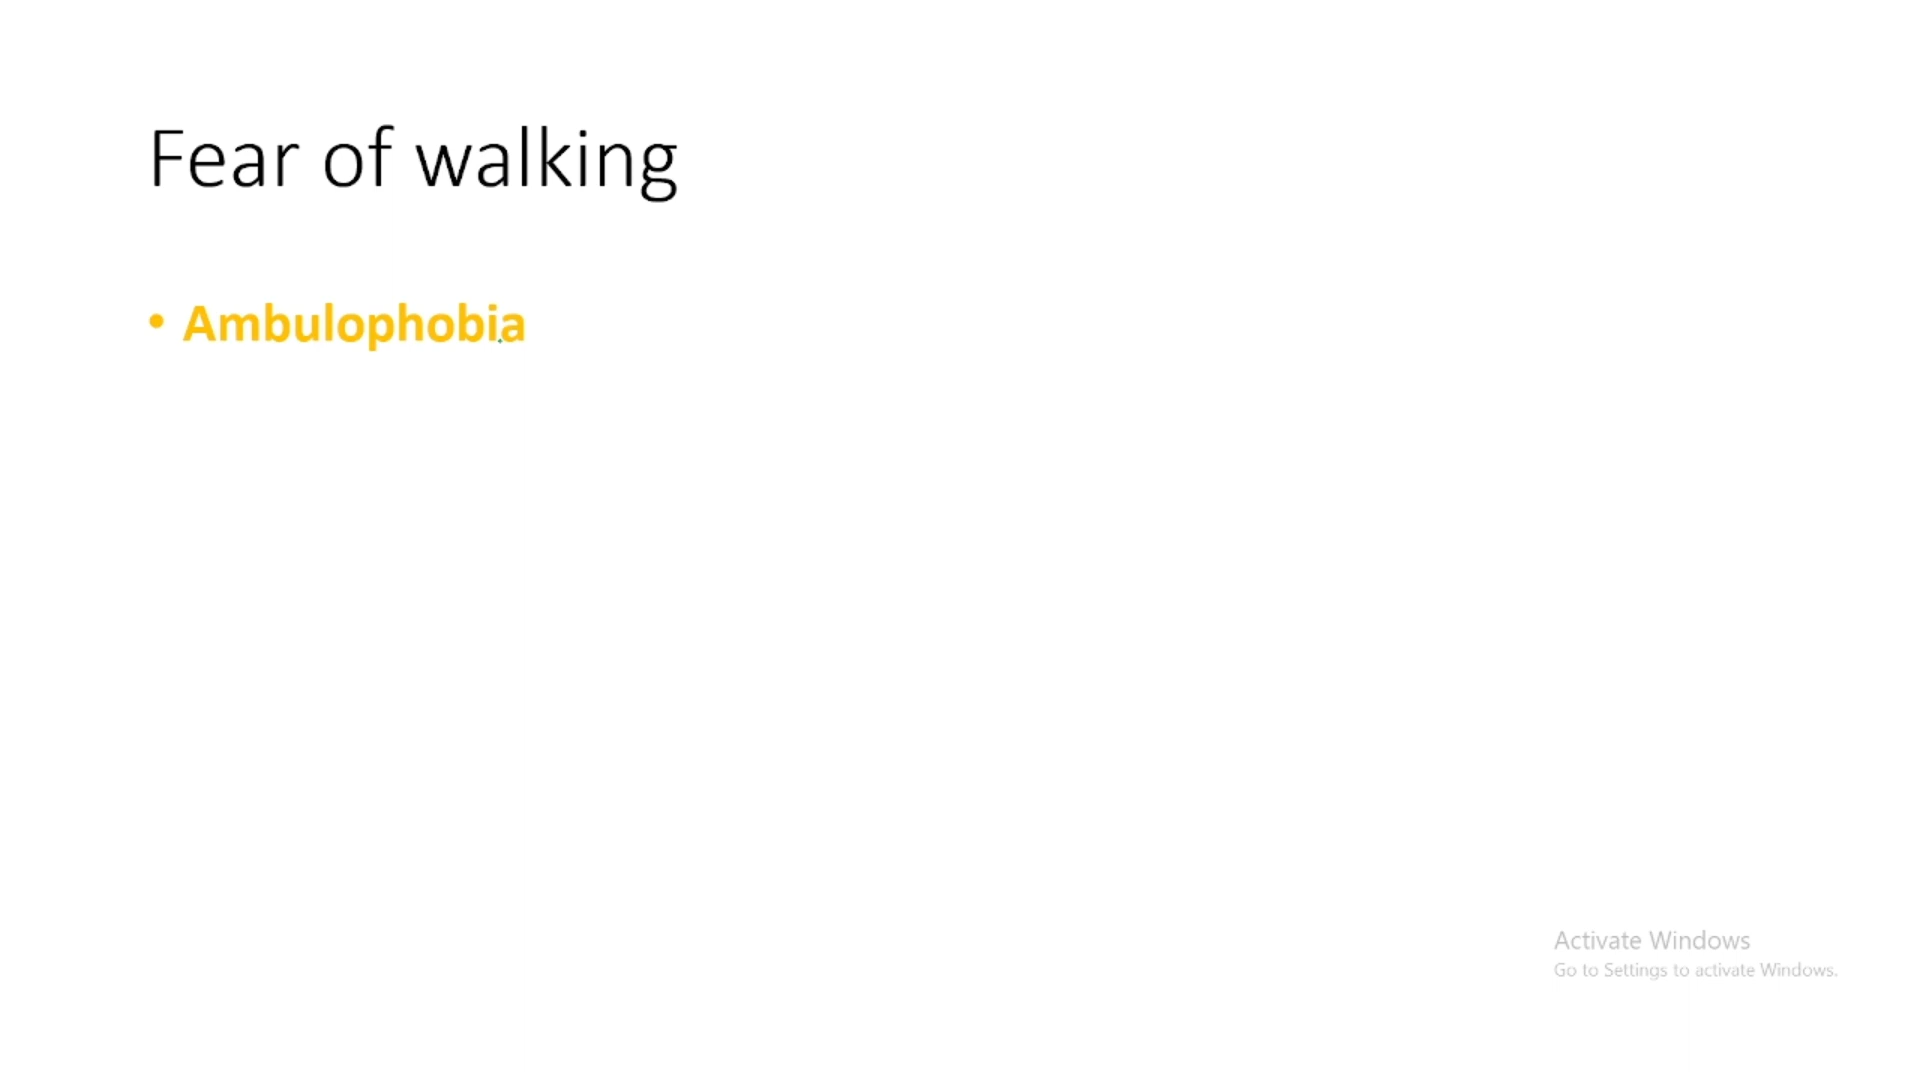 Fear of walking
• Ambulophobia
Activate Windows
Go to Settings to activate Windows.